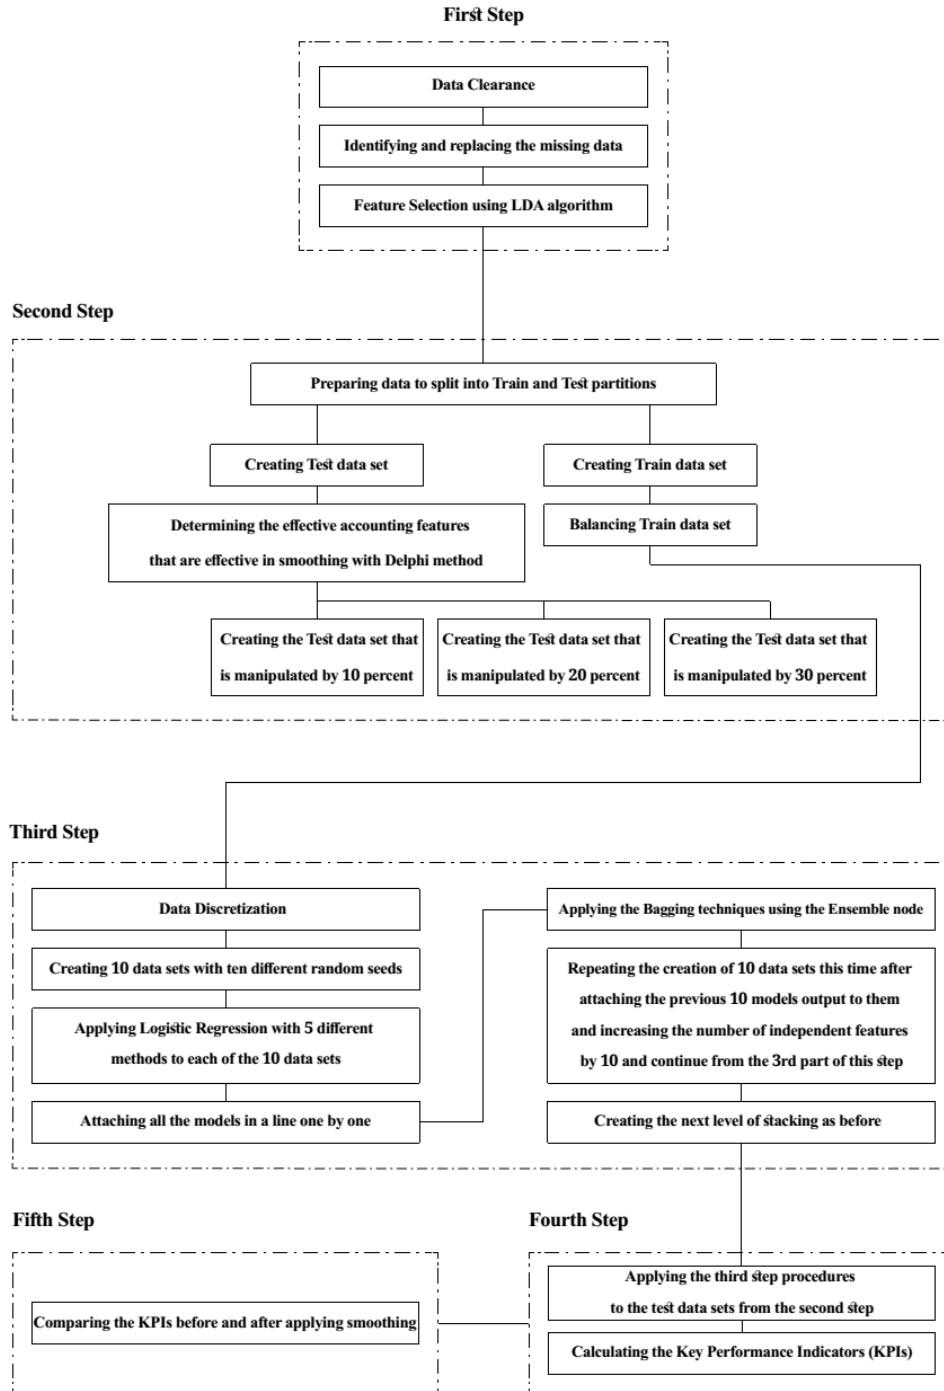 First Step
Data Clearance
Identifying and replacing the missing data
Feature Selection using LDA algorithm
Second Step
Preparing data to split into Train and Test partitions
Creating Test data set
Creating Train data set
Determining the effective accounting features
that are effective in smoothing with Delphi method
Balancing Train data set
Creating the Test data set that
is manipulated by 10 percent
Creating the Test data set that
is manipulated by 20 percent
Creating the Test data set that
is manipulated by 30 percent
Third Step
Data Discretization
Creating 10 data sets with ten different random seeds
Applying Logistic Regression with 5 different
methods to each of the 10 data sets
Attaching all the models in a line one by one
Applying the Bagging techniques using the Ensemble node
Repeating the creation of 10 data sets this time after
attaching the previous 10 models output to them
and increasing the number of independent features
by 10 and continue from the 3rd part of this step
Creating the next level of stacking as before
Fourth Step
Applying the third step procedures
to the test data sets from the second step
Calculating the Key Performance Indicators (KPIs)
Fifth Step
Comparing the KPIs before and after applying smoothing